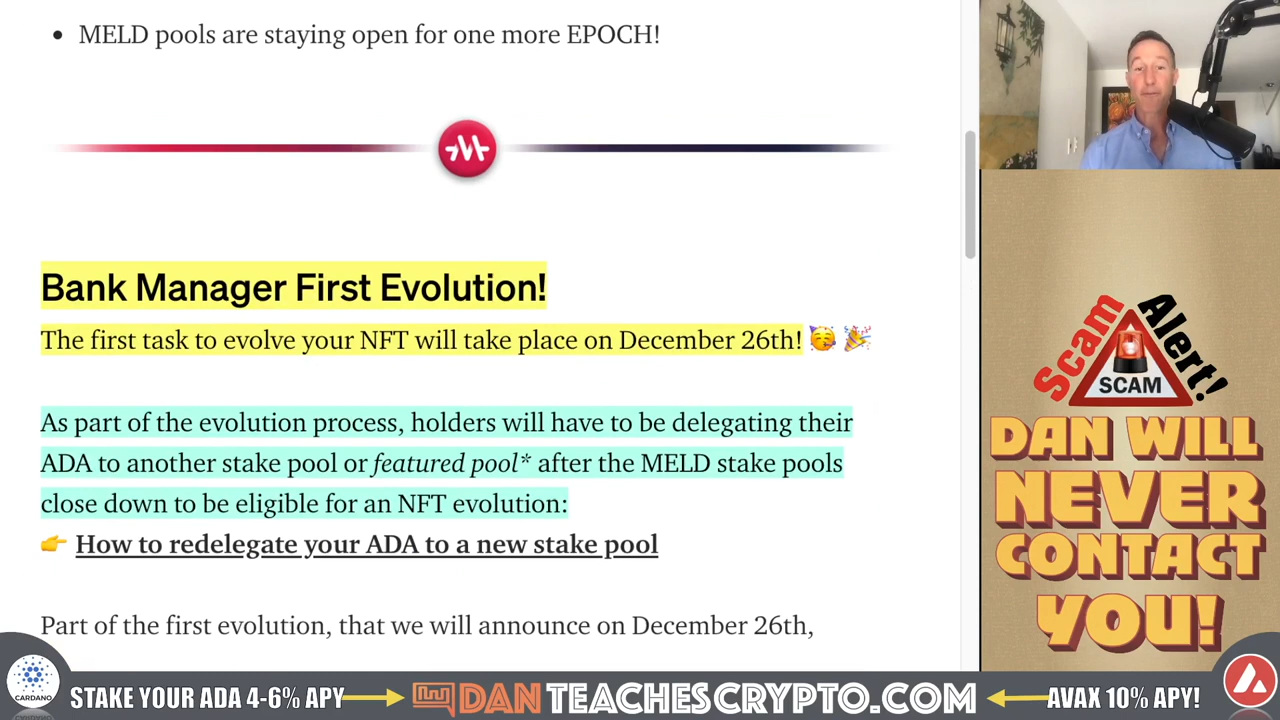 MELD pools are staying open for one more EPOCH!
Bank Manager First Evolution!
The first task to evolve your NFT will take place on December 26th! 🥳 🎉
As part of the evolution process, holders will have to be delegating their
ADA to another stake pool or featured pool* after the MELD stake pools
close down to be eligible for an NFT evolution:
👉 How to redelegate your ADA to a new stake pool
Part of the first evolution, that we will announce on December 26th,
Scam Alert!
SCAM
DAN WILL
NEVER
CONTACT
YOU!
CARDANO
STAKE YOUR ADA 4-6% APY
DANTEACHESCRYPTO.COM
AVAX 10% APY!